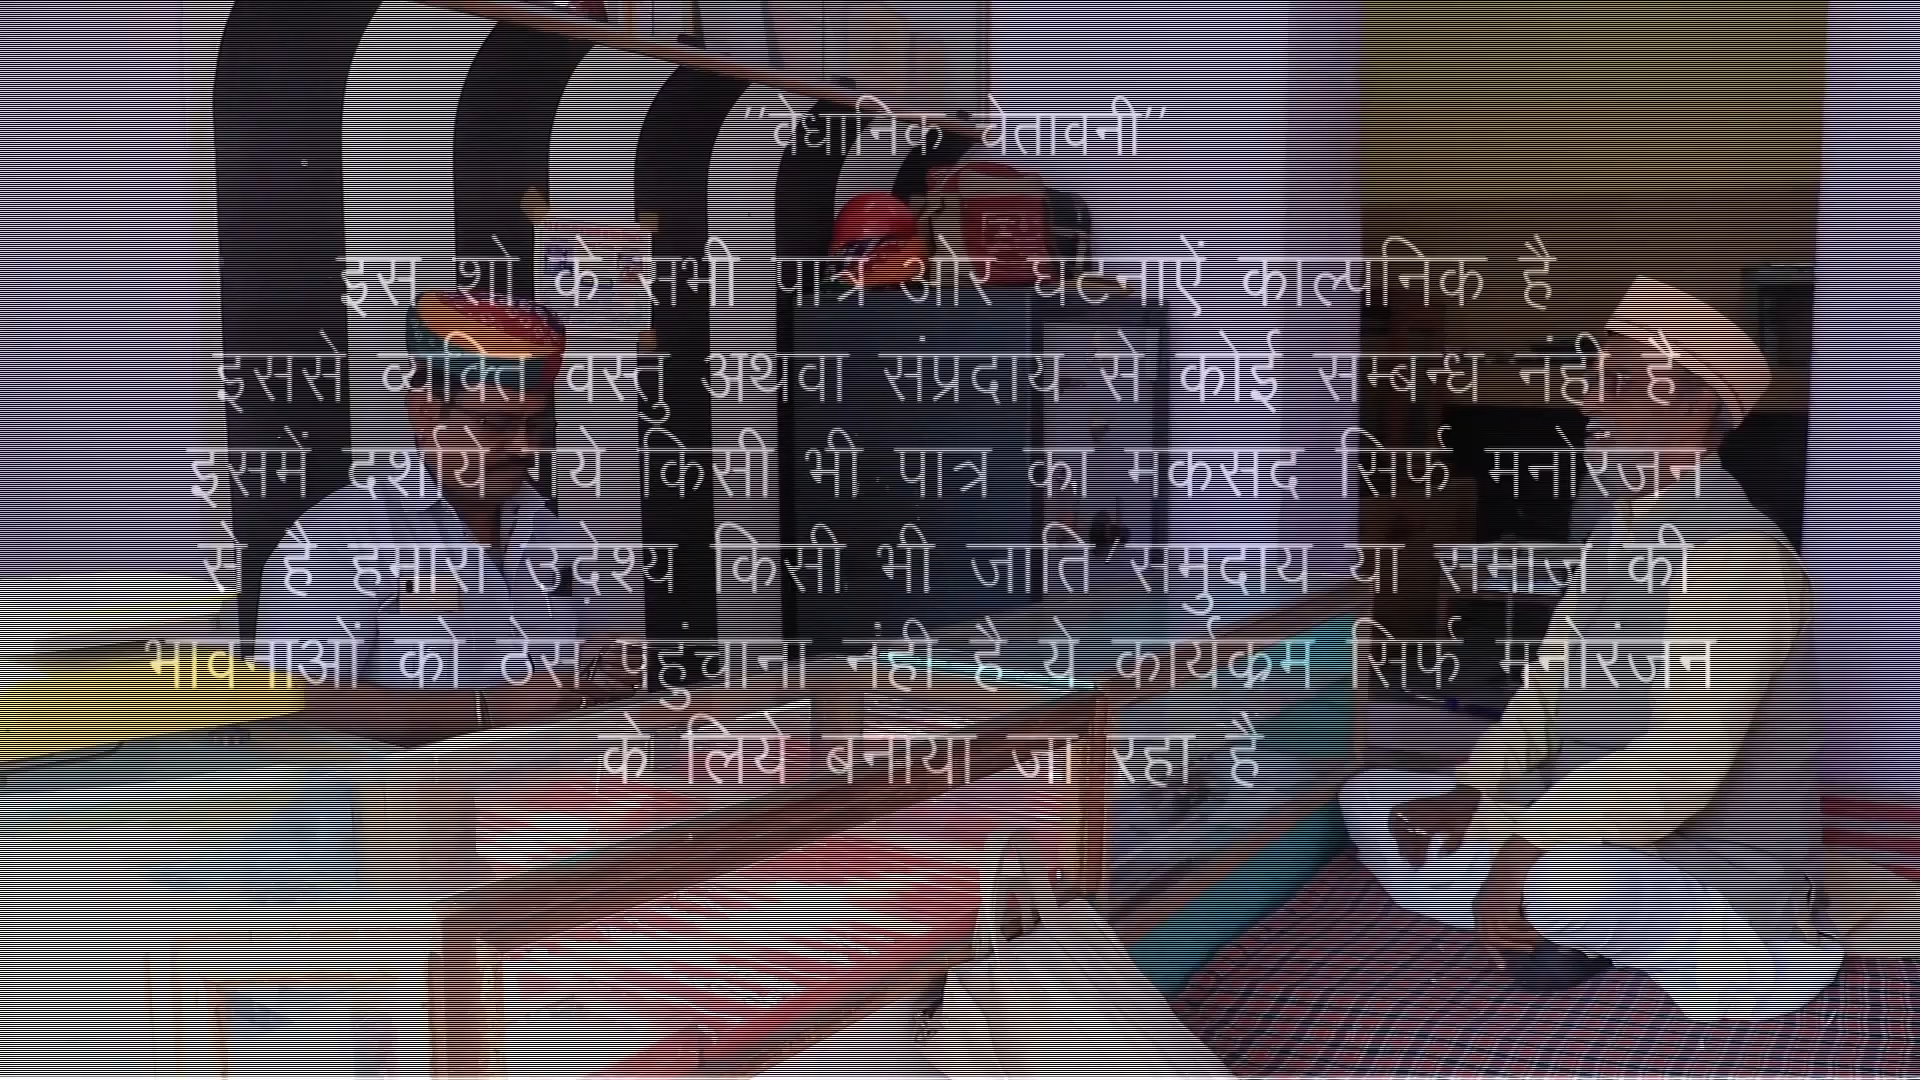 ''वेधानिक चेतावनी''
इस शो के सभी पात्र ओर घटनाऐं काल्पनिक है
इससे व्यक्ति वस्तु अथवा संप्रदाय से कोई सम्बन्ध नंही है
इसमें दर्शाये गये किसी भी पात्र का मकसद सिर्फ मनोरंजन
से है हमारा उदे़श्य किसी भी जाति समुदाय या समाज की
भावनाओं को ठेस पहुंचाना नंही है ये कार्यक्रम सिर्फ मनोरंजन
के लिये बनाया जा रहा है